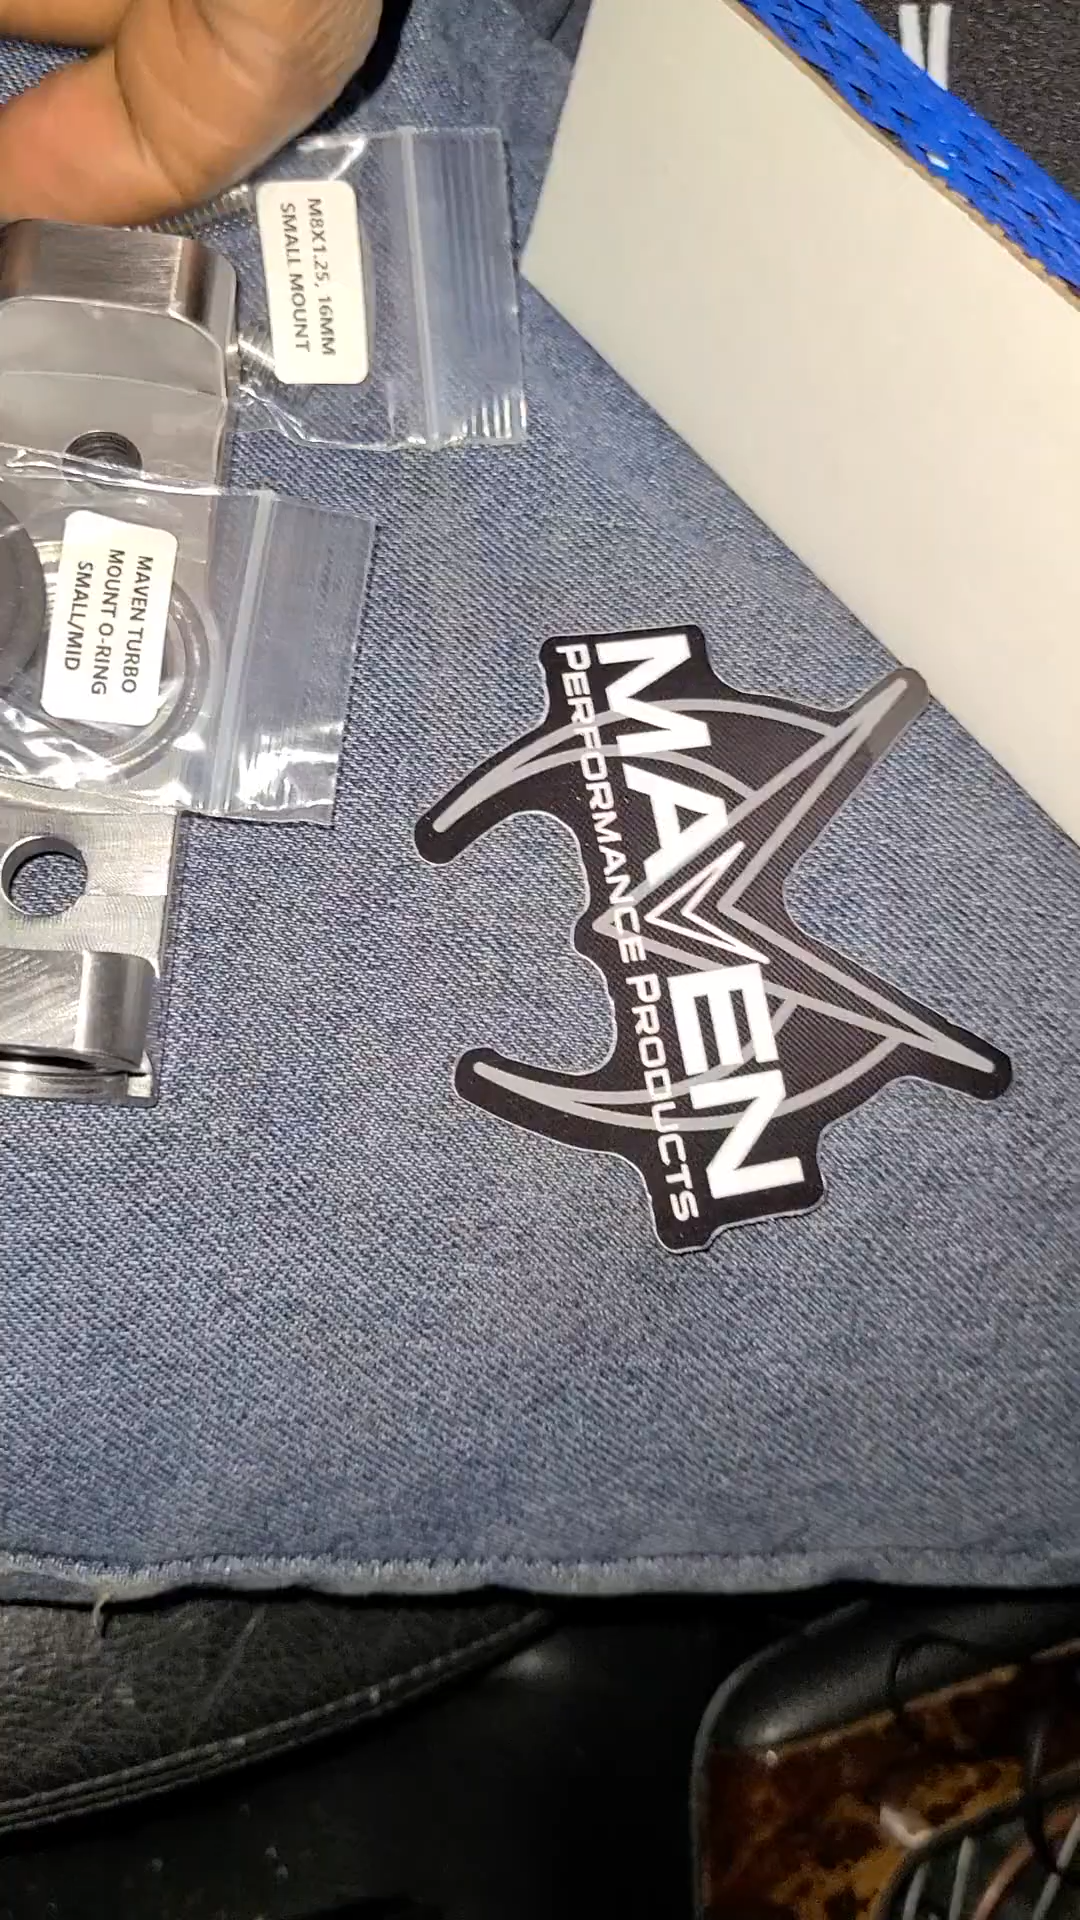 M8X1.25, 16MM
SMALL MOUNT
MAVEN TURBO
MOUNT O-RING
SMALL/MID
MAVEN
PERFORMANCE PRODUCTS